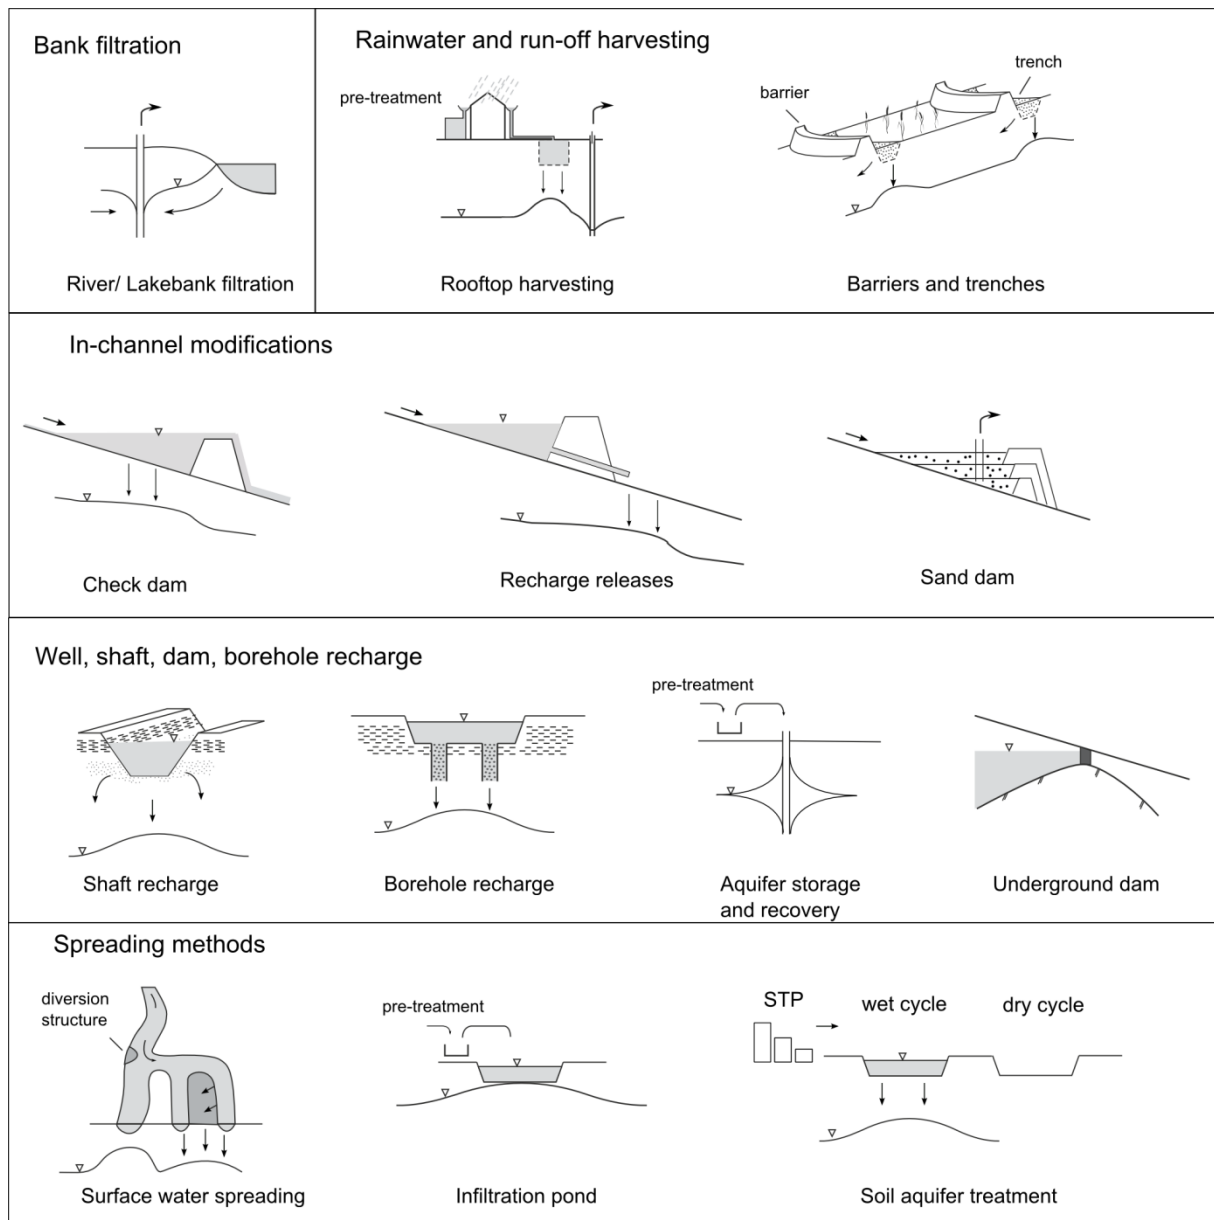 Bank filtration
River/ Lakebank filtration
Rainwater and run-off harvesting
pre-treatment
Rooftop harvesting
trench
barrier
Barriers and trenches
In-channel modifications
Check dam
Recharge releases
Sand dam
Well, shaft, dam, borehole recharge
Shaft recharge
Borehole recharge
pre-treatment
Aquifer storage
and recovery
Underground dam
Spreading methods
diversion
structure
Surface water spreading
pre-treatment
Infiltration pond
STP
wet cycle
dry cycle
Soil aquifer treatment